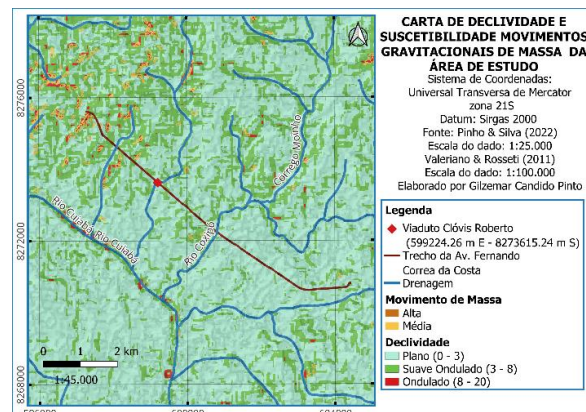 CARTA DE DECLIVIDADE E
SUSCETIBILIDADE MOVIMENTOS
GRAVITACIONAIS DE MASSA DA
ÁREA DE ESTUDO
Sistema de Coordenadas:
Universal Transversa de Mercator
zona 21S
Datum: Sirgas 2000
Fonte: Pinho & Silva (2022)
Escala do dado: 1:25.000
Valeriano & Rosseti (2011)
Escala do dado: 1:100.000
Elaborado por Gilzemar Candido Pinto
Legenda
Viaduto Clóvis Roberto
(599224.26 m E - 8273615.24 m S)
Trecho da Av. Fernando
Correa da Costa
Drenagem
Movimento de Massa
Alta
Média
Declividade
Plano (0 - 3)
Suave Ondulado (3 - 8)
Ondulado (8 - 20)
8276000
8272000
8268000
Córrego Moinho
Rio Cuiabá
Rio Cuiabá
Rio Coxipó
0 1 2 km
1:45.000